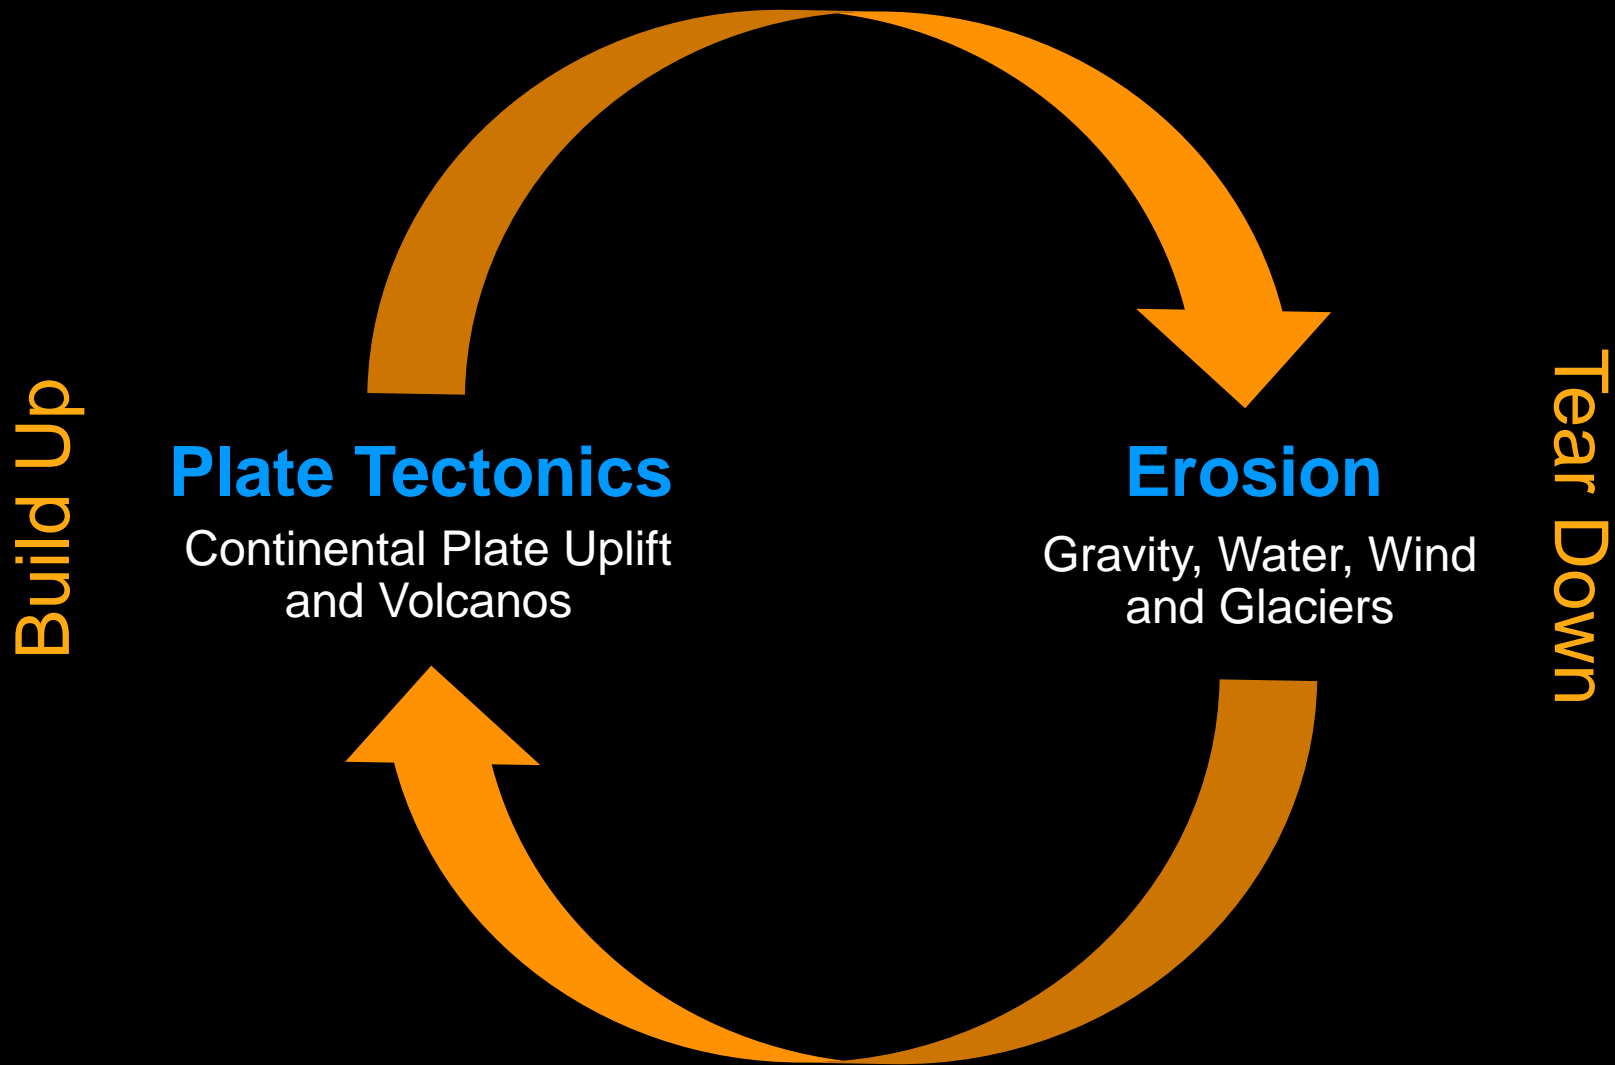 Build Up
Plate Tectonics
Continental Plate Uplift
and Volcanos
Erosion
Gravity, Water, Wind
and Glaciers
Tear Down